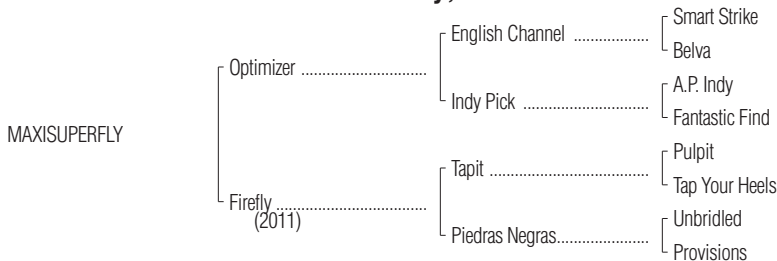 Smart Strike
English Channel ..................
Belva
Optimizer ..............................
A.P. Indy
Indy Pick ..............................
Fantastic Find
MAXISUPERFLY
Pulpit
Tapit ......................................
Tap Your Heels
Firefly ....................................
(2011)
Unbridled
Piedras Negras......................
Provisions